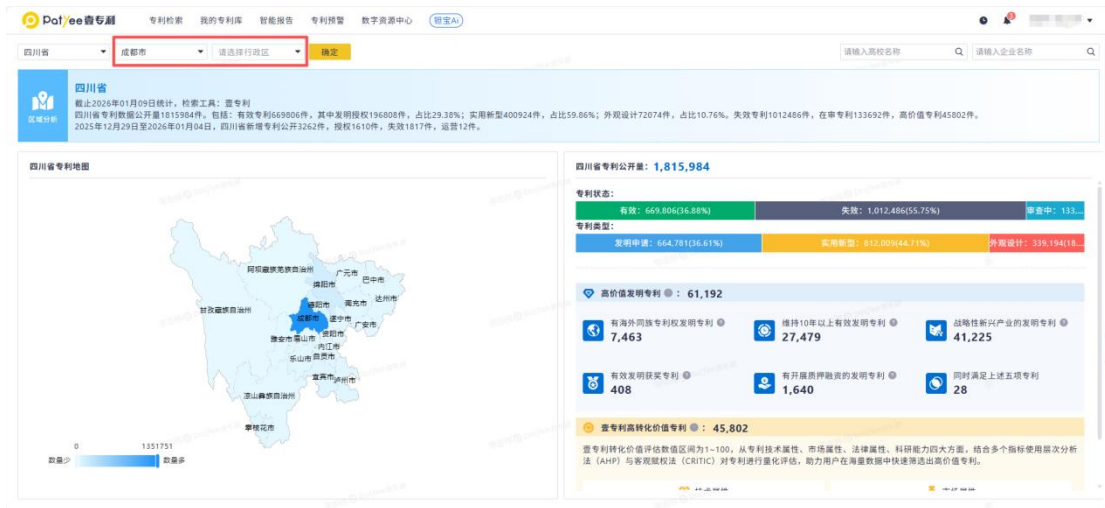 Patyee壹专利 专利检索 我的专利库 智能报告 专利预警 数字资源中心 钽宝Ai
四川省 成都市 请选择行政区 确定 请输入高校名称 请输入企业名称
四川省
区域分析
截止2026年01月09日统计，检索工具：壹专利
四川省专利数据公开量1815984件。包括：有效专利669806件，其中发明授权196808件，占比29.38%；实用新型400924件，占比59.86%；外观设计72074件，占比10.76%。失效专利1012486件，在审专利133692件，高价值专利45802件。
2025年12月29日至2026年01月04日，四川省新增专利公开3262件，授权1610件，失效1817件，运营12件。
四川省专利地图
阿坝藏族羌族自治州
广元市
巴中市
绵阳市
甘孜藏族自治州
德阳市
南充市
达州市
成都市
遂宁市
广安市
雅安市
眉山市
资阳市
内江市
乐山市
自贡市
宜宾市
泸州市
凉山彝族自治州
攀枝花市
0 1351751
数量少 数量多
四川省专利公开量：1,815,984
专利状态：
有效：669,806(36.88%) 失效：1,012,486(55.75%) 审查中：133,...
专利类型：
发明申请：664,781(36.61%) 实用新型：812,009(44.71%) 外观设计：339,194(18....
高价值发明专利：61,192
有海外同族专利权发明专利
7,463
维持10年以上有效发明专利
27,479
战略性新兴产业的发明专利
41,225
有效发明获奖专利
408
有开展质押融资的发明专利
1,640
同时满足上述五项专利
28
壹专利高转化价值专利：45,802
壹专利转化价值评估数值区间为1~100，从专利技术属性、市场属性、法律属性、科研能力四大方面，结合多个指标使用层次分析
法（AHP）与客观赋权法（CRITIC）对专利进行量化评估，助力用户在海量数据中快速筛选出高价值专利。